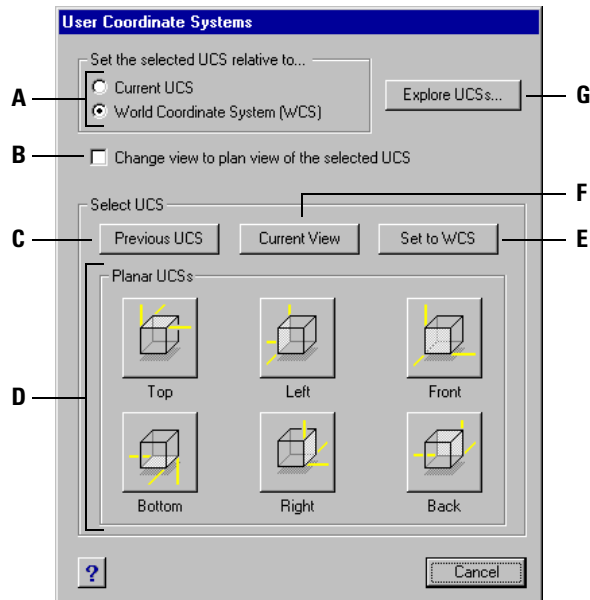 User Coordinate Systems
Set the selected UCS relative to...
A
Current UCS
World Coordinate System (WCS)
Explore UCSs...
G
B
Change view to plan view of the selected UCS
F
Select UCS
C
Previous UCS
Current View
Set to WCS
E
Planar UCSs
D
Top
Left
Front
Bottom
Right
Back
?
Cancel